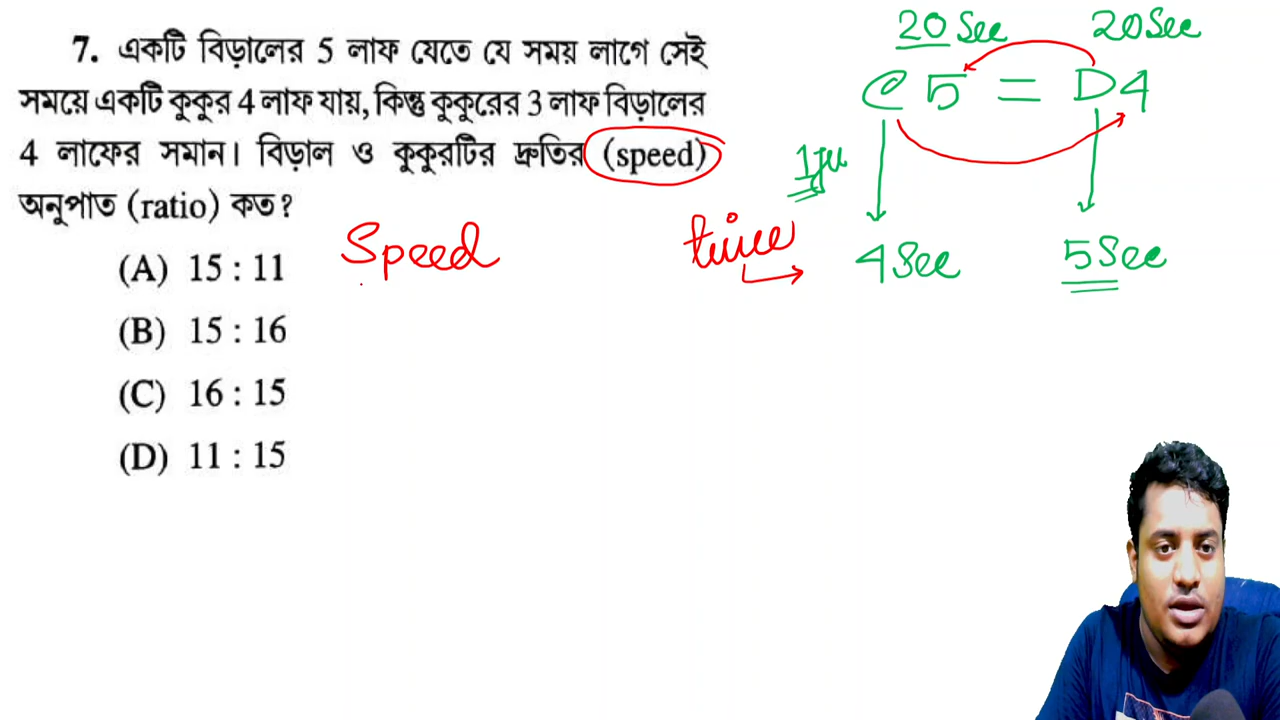 7. একটি বিড়ালের 5 লাফ যেতে যে সময় লাগে সেই
সময়ে একটি কুকুর 4 লাফ যায়, কিন্তু কুকুরের 3 লাফ বিড়ালের
4 লাফের সমান। বিড়াল ও কুকুরটির দ্রুতির (speed)
অনুপাত (ratio) কত?
(A) 15 : 11
(B) 15 : 16
(C) 16 : 15
(D) 11 : 15
Speed
20 Sec 20 Sec
C 5 = D 4
4 Sec 5 Sec